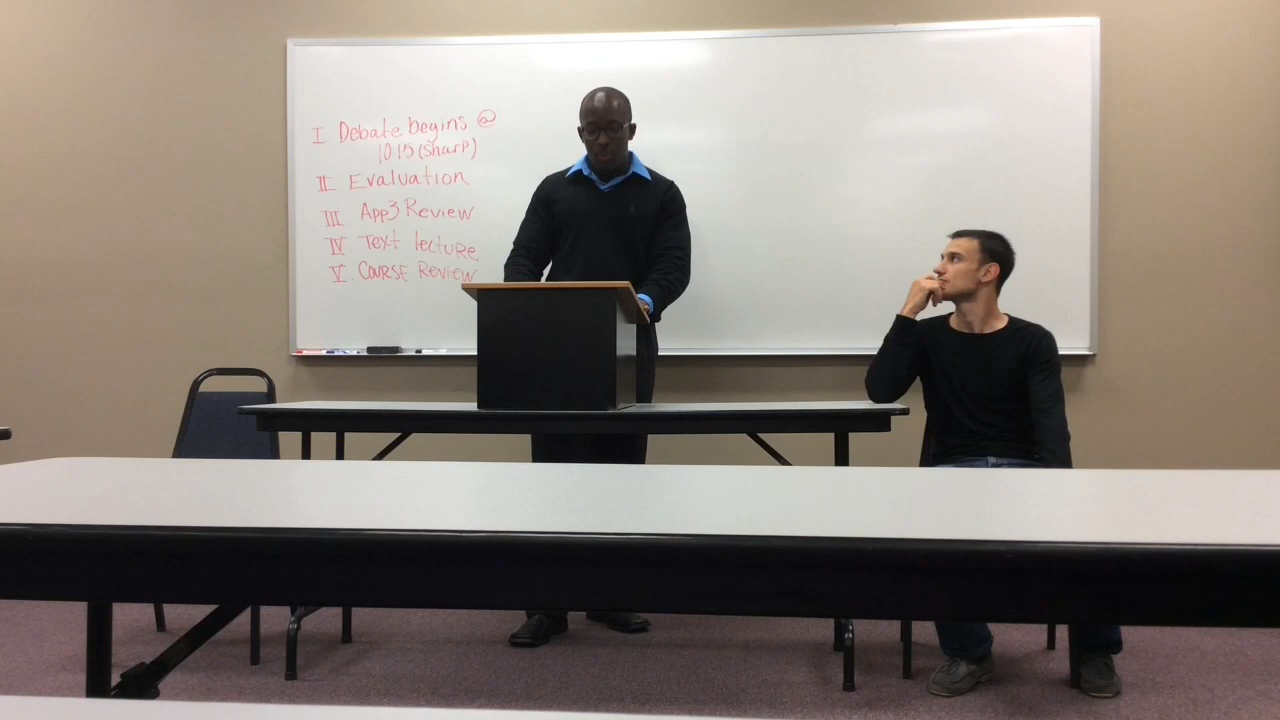 I Debate begins @
10:15 (sharp)
II Evaluation
III App3 Review
IV Text lecture
V. Course Review